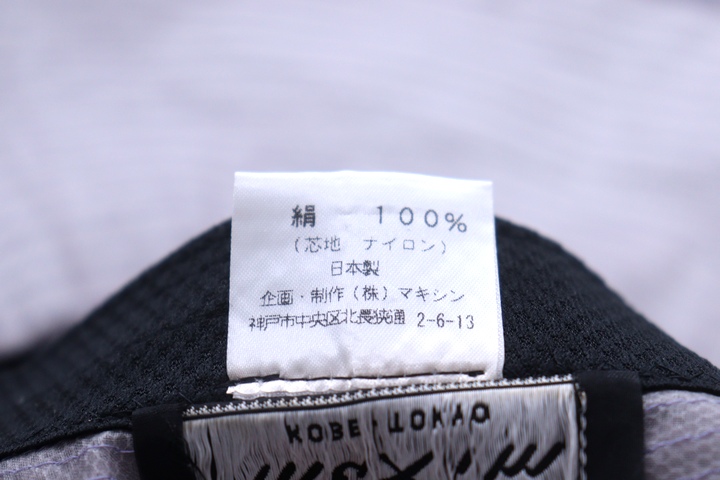 絹　100%
（芯地　ナイロン）
日本製
企画・制作（株）マキシン
神戸市中央区北長狭通 2-6-13
KOBE・TOKYO